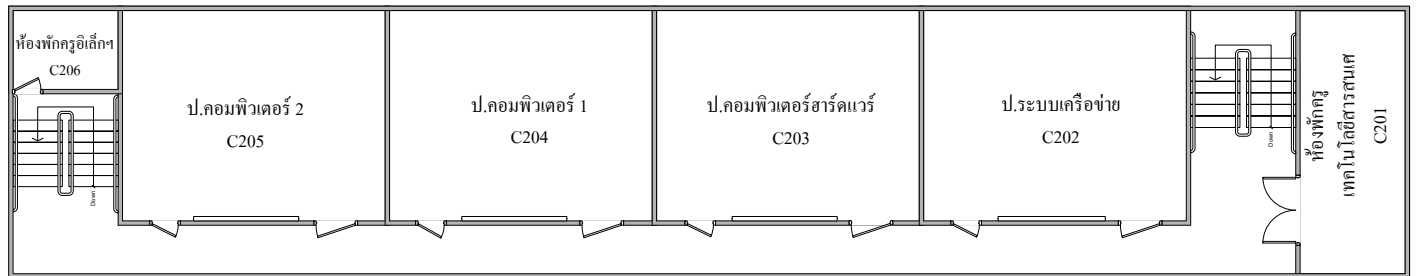 ห้องพักครูอิเล็กฯ
C206
Down
ป.คอมพิวเตอร์ 2
C205
ป.คอมพิวเตอร์ 1
C204
ป.คอมพิวเตอร์ฮาร์ดแวร์
C203
ป.ระบบเครือข่าย
C202
Down
ห้องพักครู
เทคโนโลยีสารสนเศ
C201